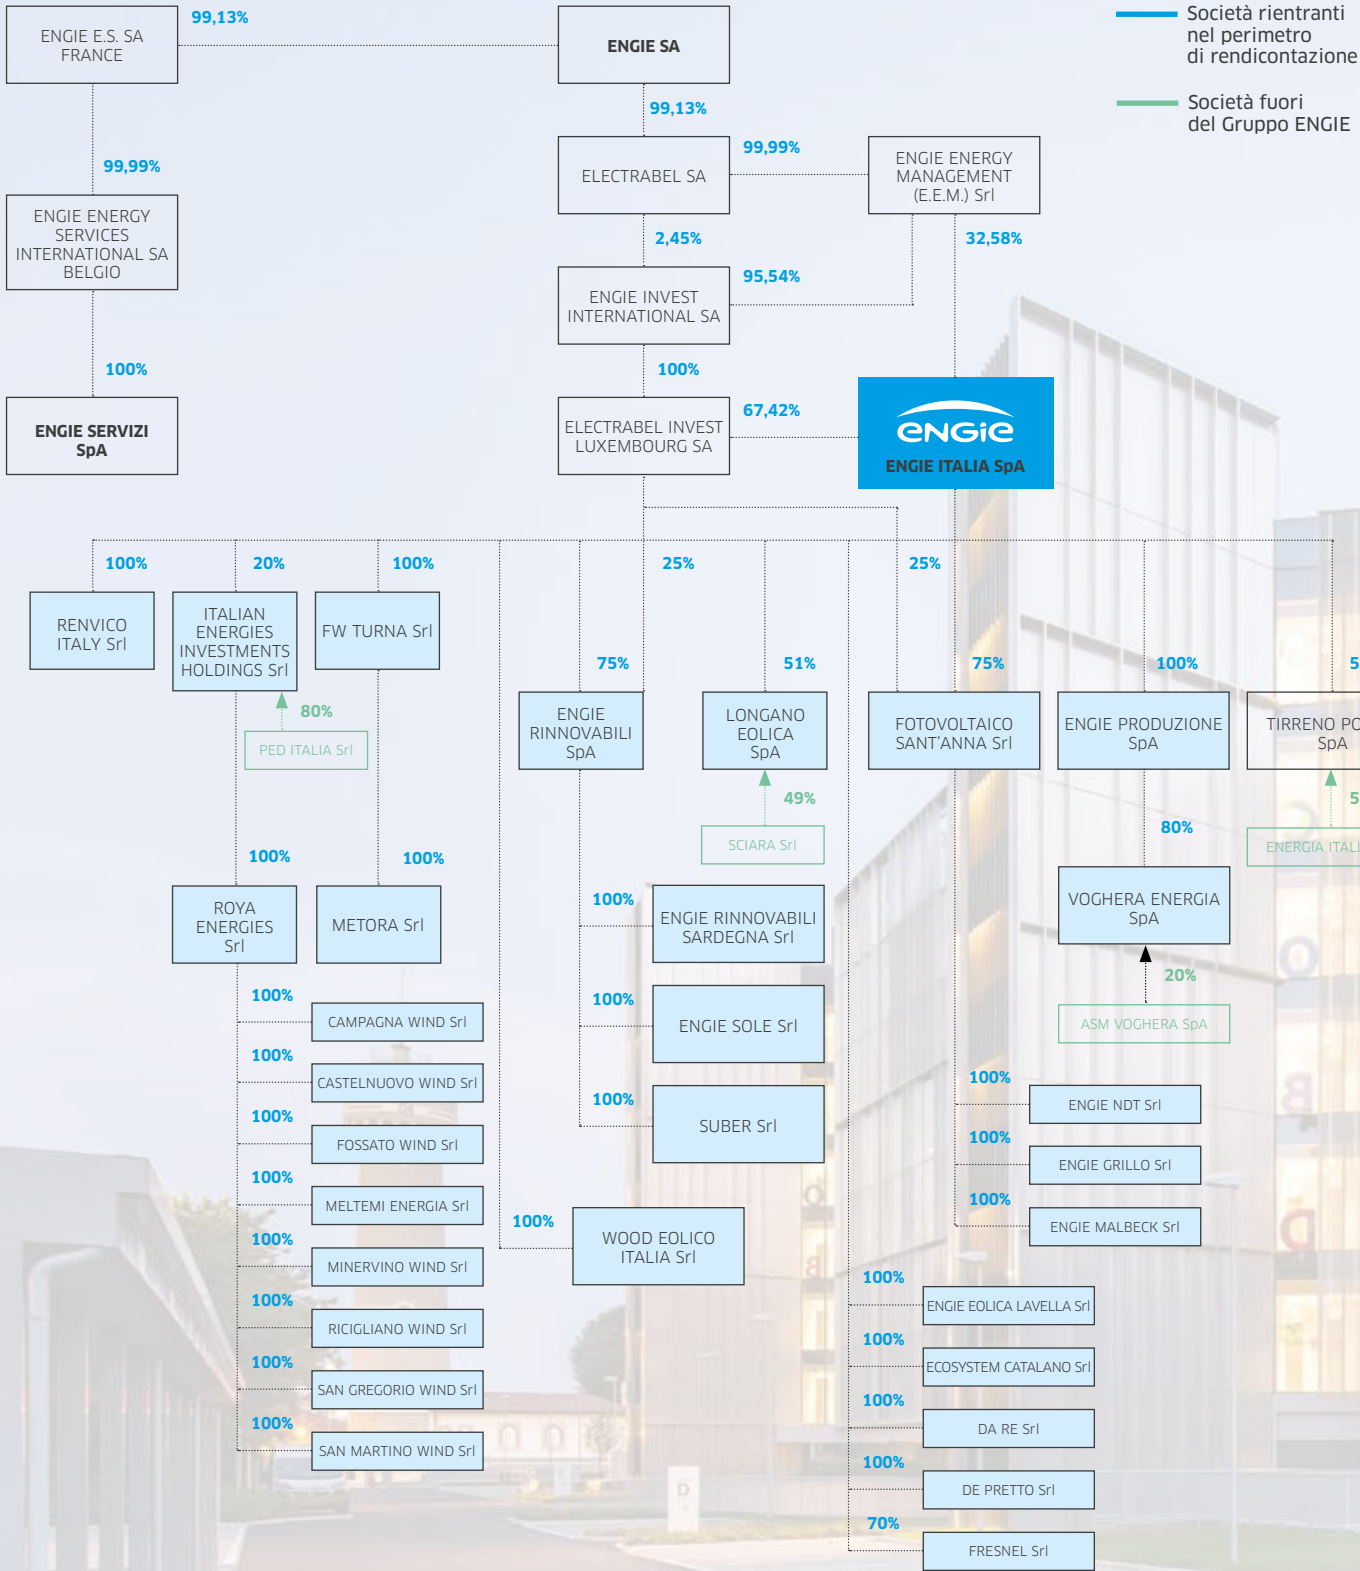 99,13%
Società rientranti
nel perimetro
di rendicontazione
Società fuori
del Gruppo ENGIE
ENGIE E.S. SA
FRANCE
ENGIE SA
99,13%
ELECTRABEL SA
99,99%
ENGIE ENERGY
MANAGEMENT
(E.E.M.) Srl
99,99%
ENGIE ENERGY
SERVICES
INTERNATIONAL SA
BELGIO
2,45%
32,58%
ENGIE INVEST
INTERNATIONAL SA
95,54%
100%
100%
ENGIE SERVIZI
SpA
ELECTRABEL INVEST
LUXEMBOURG SA
67,42%
ENGIE
ENGIE ITALIA SpA
100%
20%
100%
25%
25%
RENVICO
ITALY Srl
ITALIAN
ENERGIES
INVESTMENTS
HOLDINGS Srl
FW TURNA Srl
75%
51%
75%
100%
80%
PED ITALIA Srl
ENGIE
RINNOVABILI
SpA
LONGANO
EOLICA
SpA
FOTOVOLTAICO
SANT'ANNA Srl
ENGIE PRODUZIONE
SpA
TIRRENO
SpA
49%
SCIARA Srl
80%
ENERGIA
100%
100%
ROYA
ENERGIES
Srl
METORA Srl
100%
ENGIE RINNOVABILI
SARDEGNA Srl
VOGHERA ENERGIA
SpA
20%
ASM VOGHERA SpA
100%
CAMPAGNA WIND Srl
100%
CASTELNUOVO WIND Srl
100%
FOSSATO WIND Srl
100%
MELTEMI ENERGIA Srl
100%
MINERVINO WIND Srl
100%
RICIGLIANO WIND Srl
100%
SAN GREGORIO WIND Srl
100%
SAN MARTINO WIND Srl
100%
ENGIE SOLE Srl
100%
SUBER Srl
100%
WOOD EOLICO
ITALIA Srl
100%
ENGIE NDT Srl
100%
ENGIE GRILLO Srl
100%
ENGIE MALBECK Srl
100%
ENGIE EOLICA LAVELLA Srl
100%
ECOSYSTEM CATALANO Srl
100%
DA RE Srl
100%
DE PRETTO Srl
70%
FRESNEL Srl